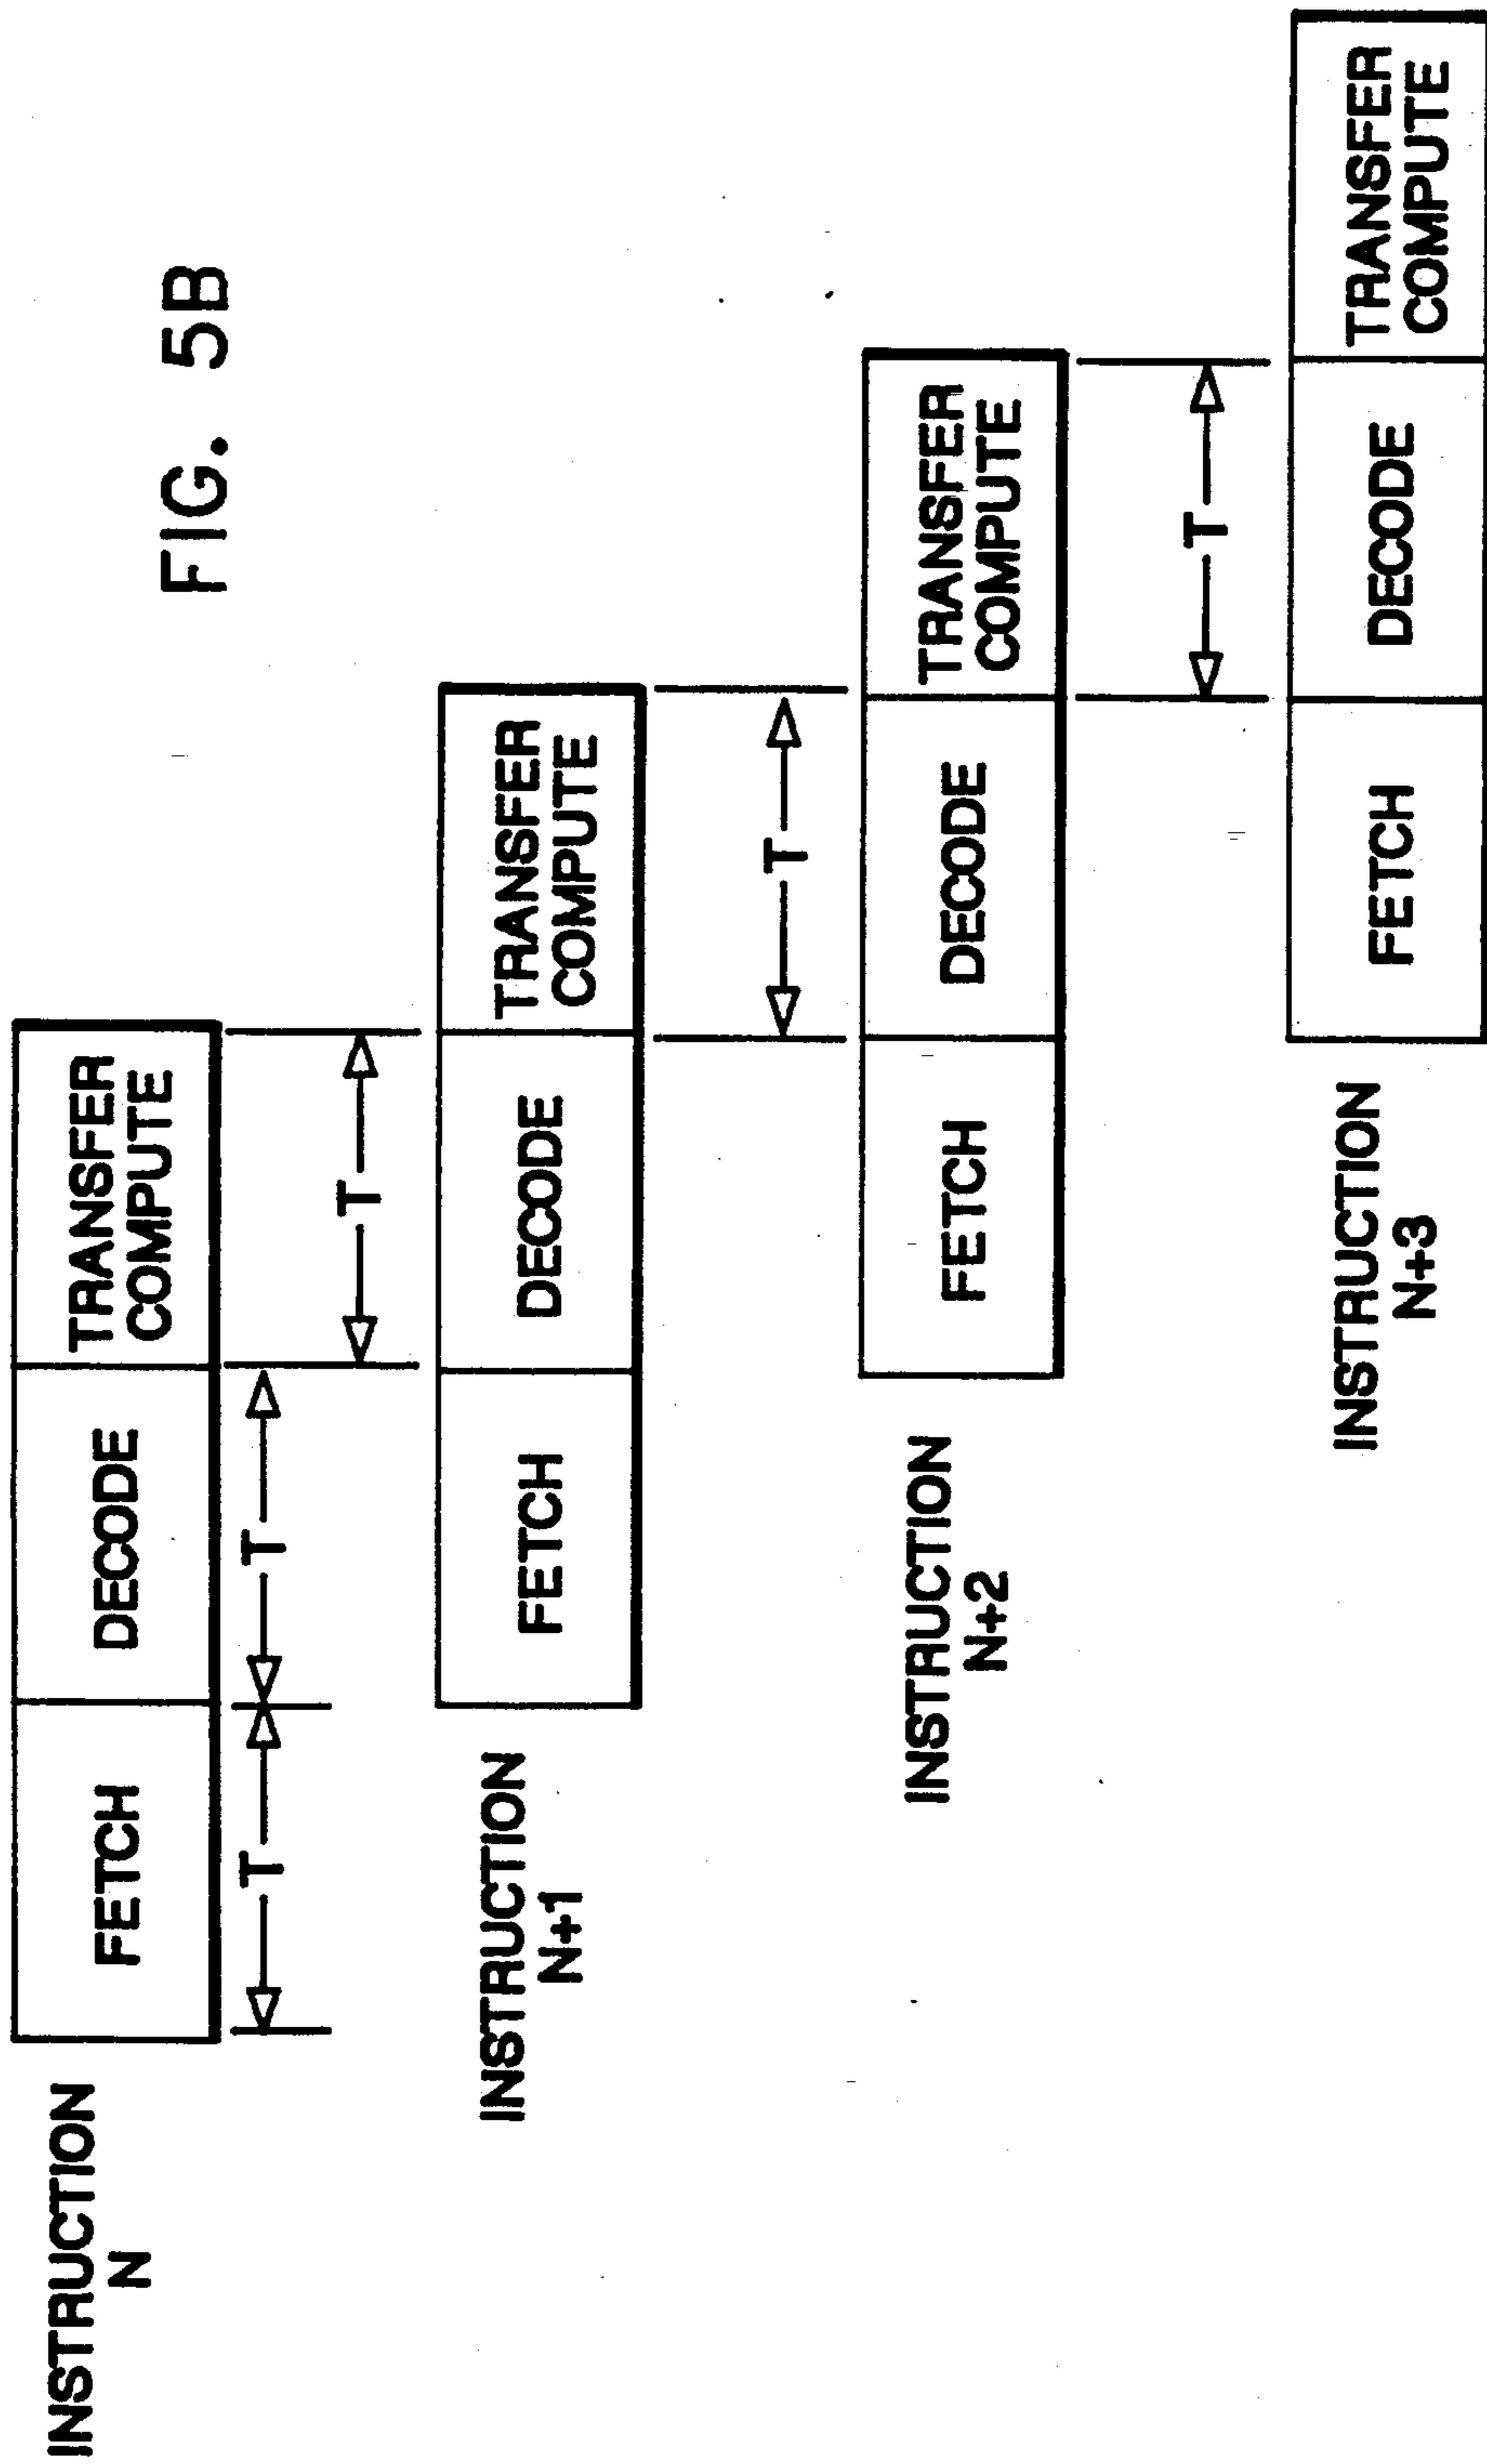 FIG. 5B
INSTRUCTION
N
FETCH
DECODE
TRANSFER
COMPUTE
T
T
T
INSTRUCTION
N+1
FETCH
DECODE
TRANSFER
COMPUTE
T
INSTRUCTION
N+2
FETCH
DECODE
TRANSFER
COMPUTE
T
INSTRUCTION
N+3
FETCH
DECODE
TRANSFER
COMPUTE